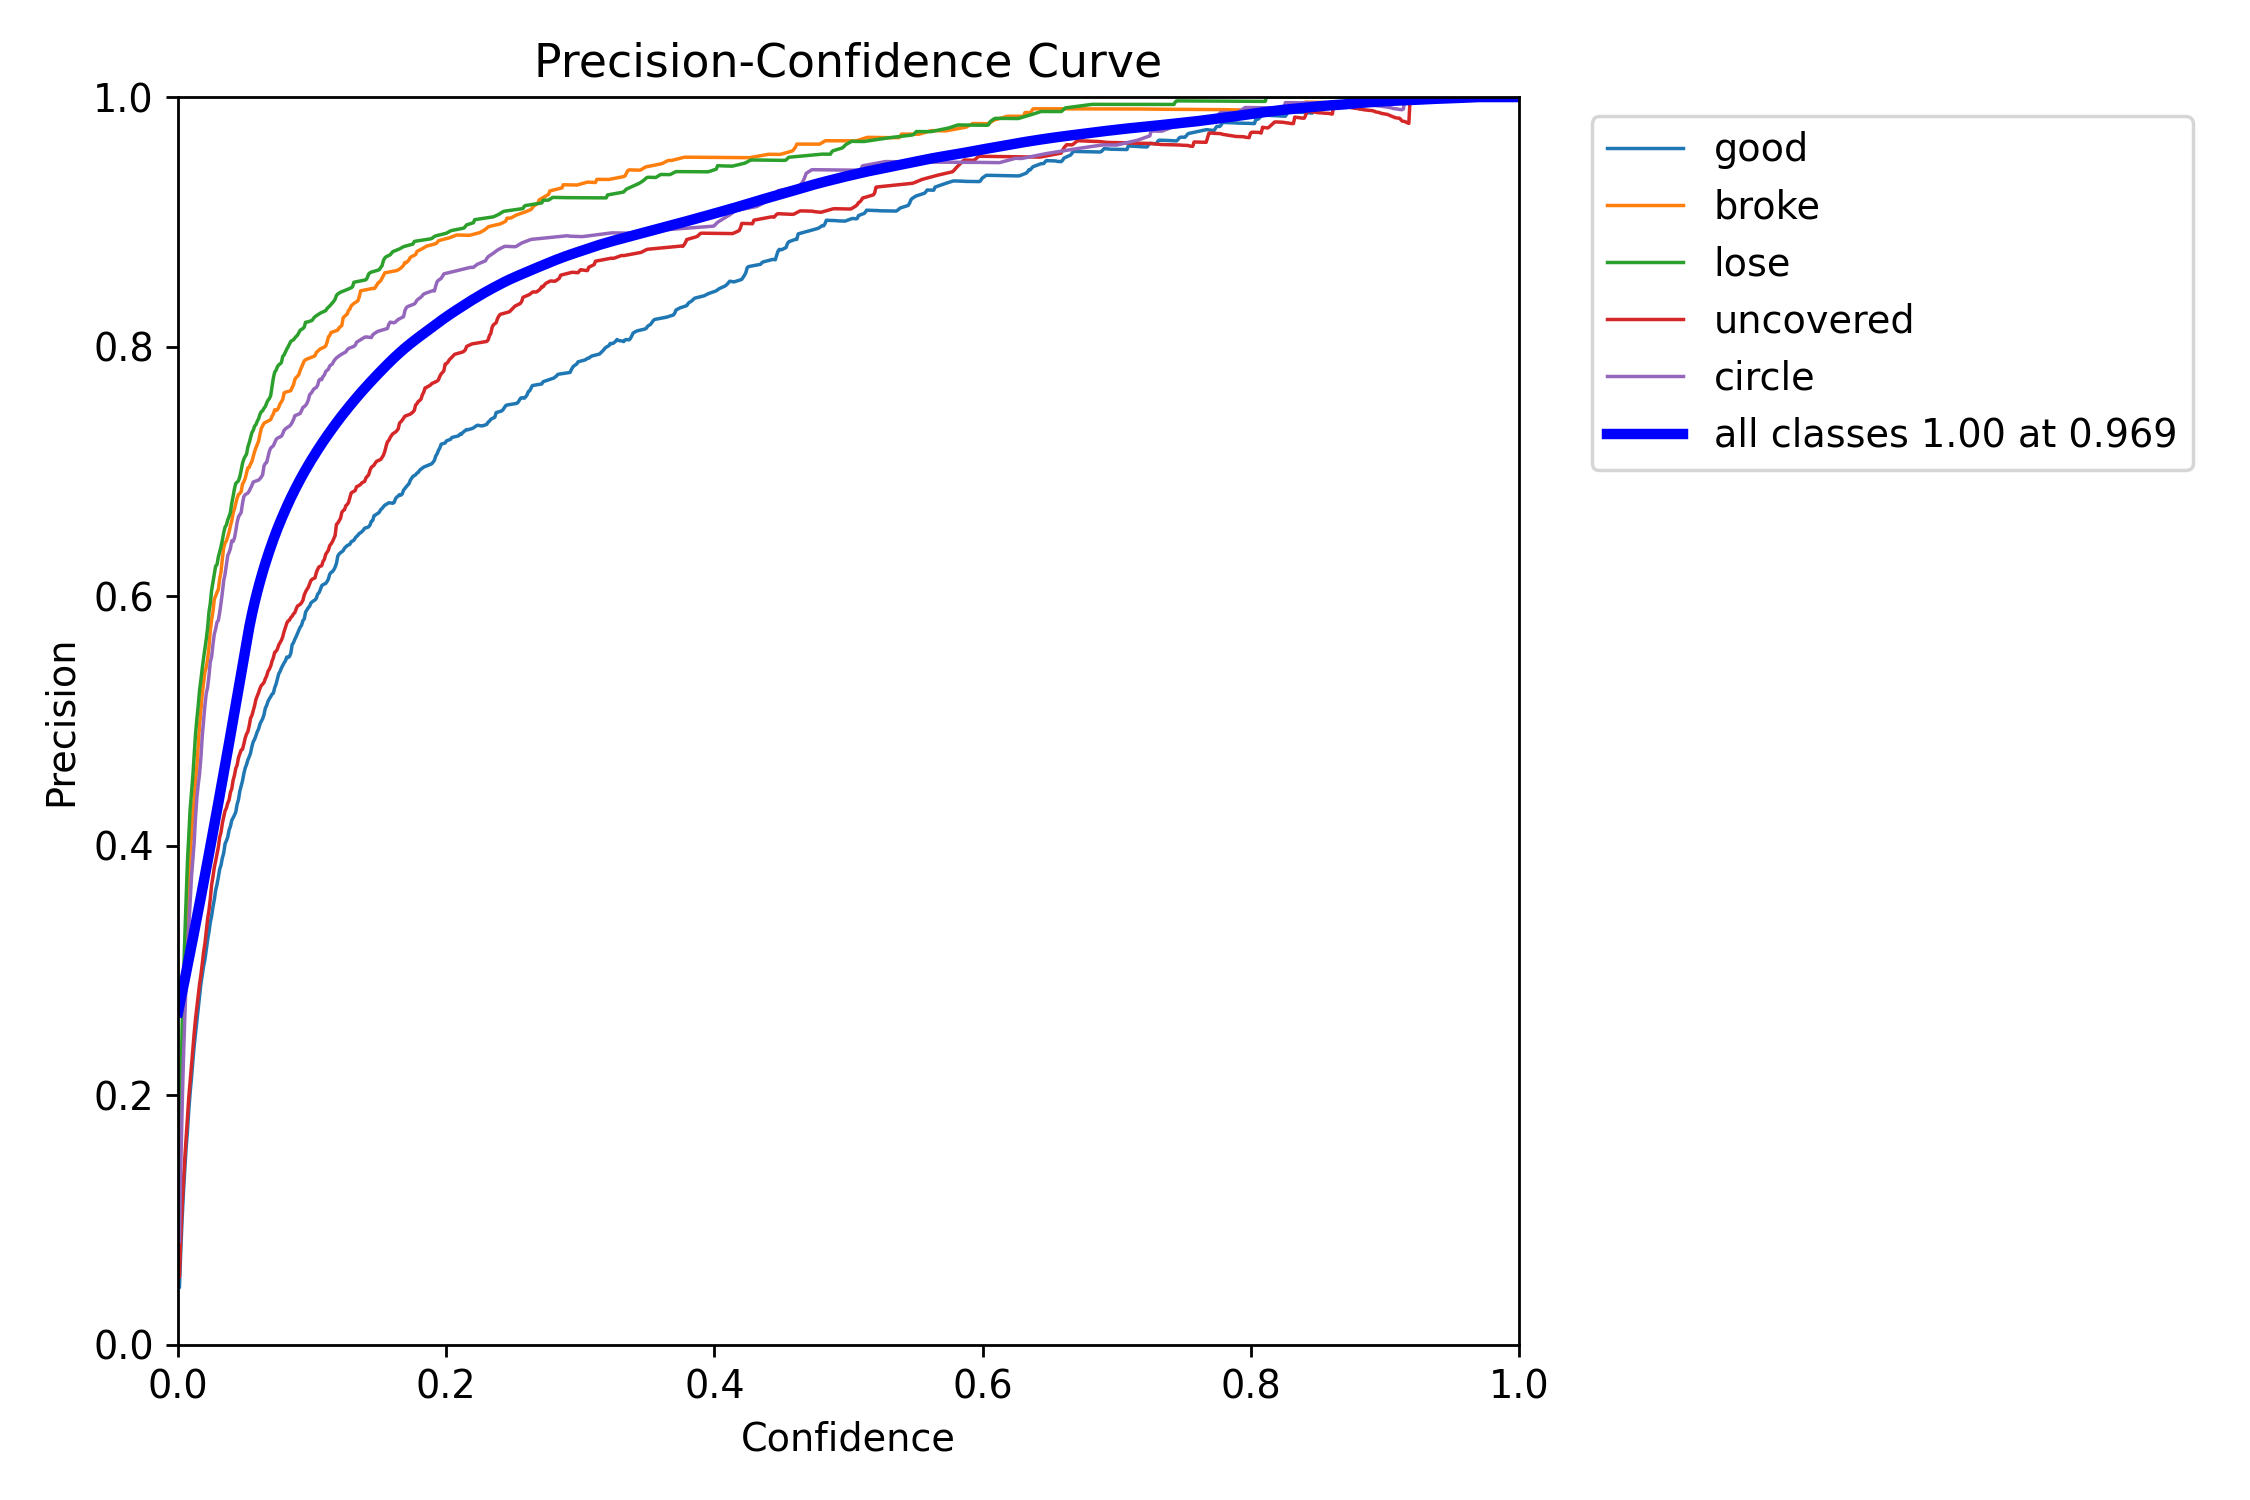 Precision-Confidence Curve
1.0
0.8
0.6
0.4
0.2
0.0
Precision
0.0 0.2 0.4 0.6 0.8 1.0
Confidence
good
broke
lose
uncovered
circle
all classes 1.00 at 0.969